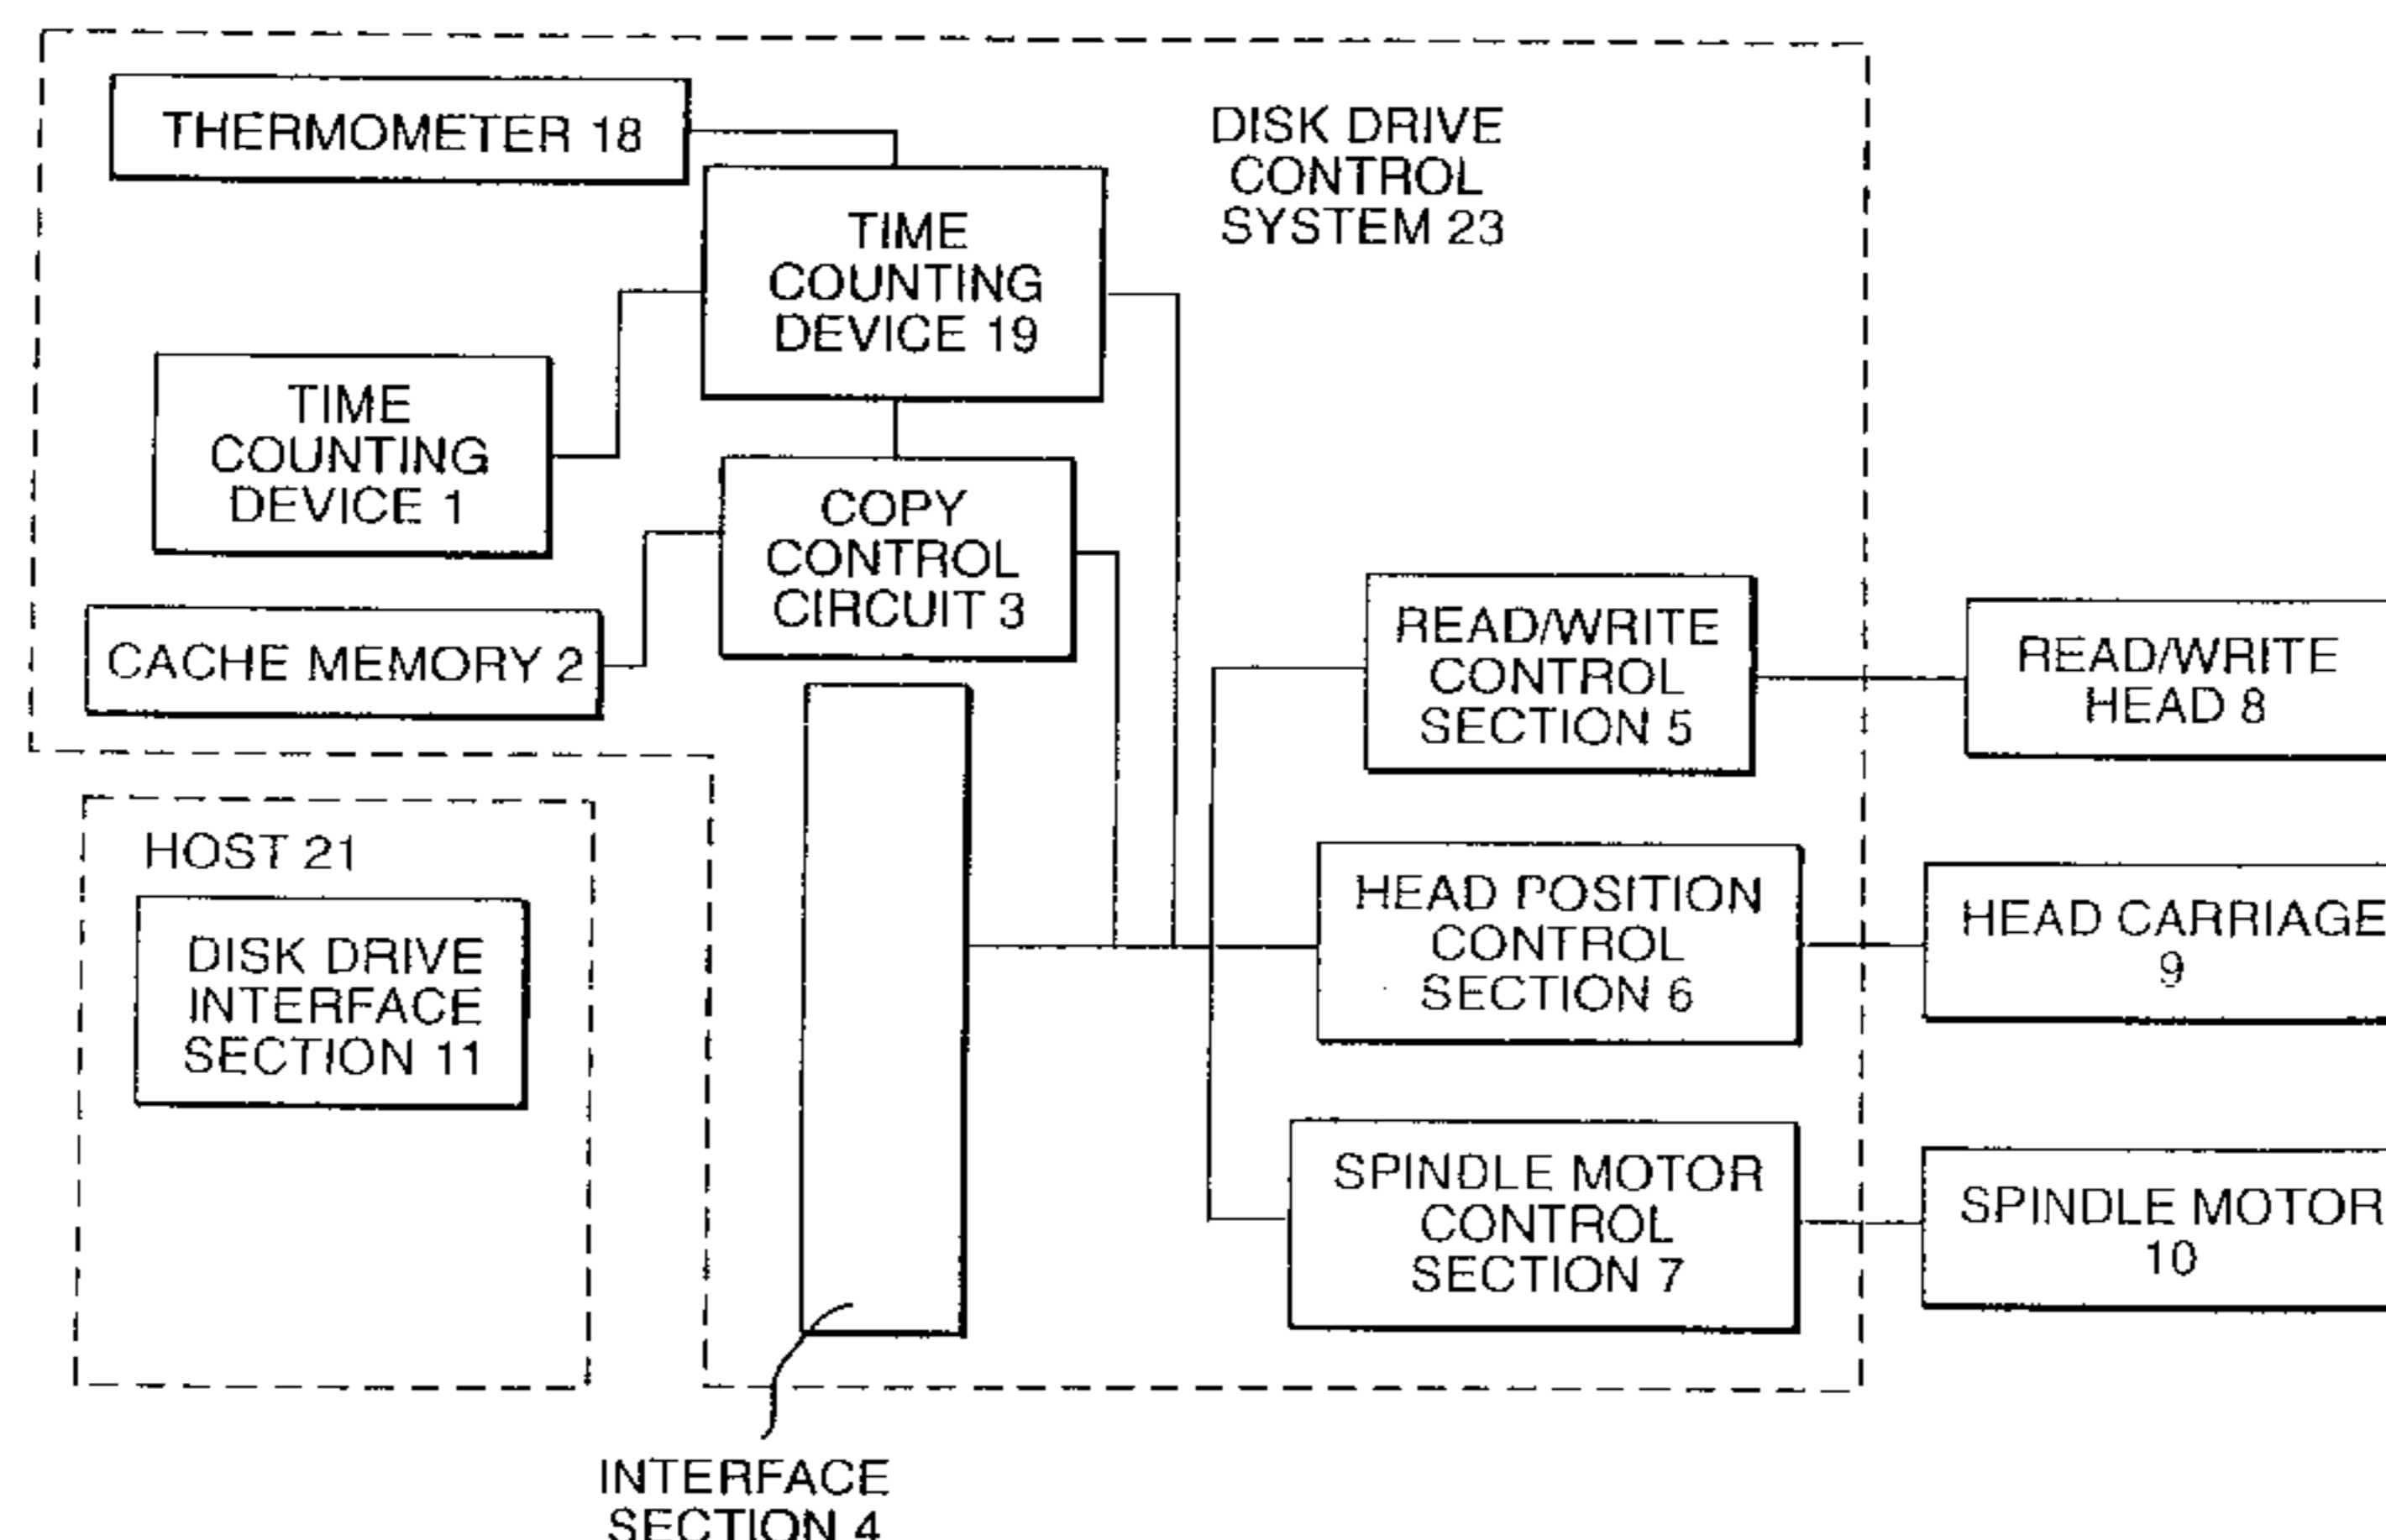 THERMOMETER 18
DISK DRIVE
CONTROL
SYSTEM 23
TIME
COUNTING
DEVICE 19
TIME
COUNTING
DEVICE 1
COPY
CONTROL
CIRCUIT 3
CACHE MEMORY 2
READ/WRITE
CONTROL
SECTION 5
READ/WRITE
HEAD 8
HOST 21
DISK DRIVE
INTERFACE
SECTION 11
HEAD POSITION
CONTROL
SECTION 6
HEAD CARRIAGE
9
SPINDLE MOTOR
CONTROL
SECTION 7
SPINDLE MOTOR
10
INTERFACE
SECTION 4